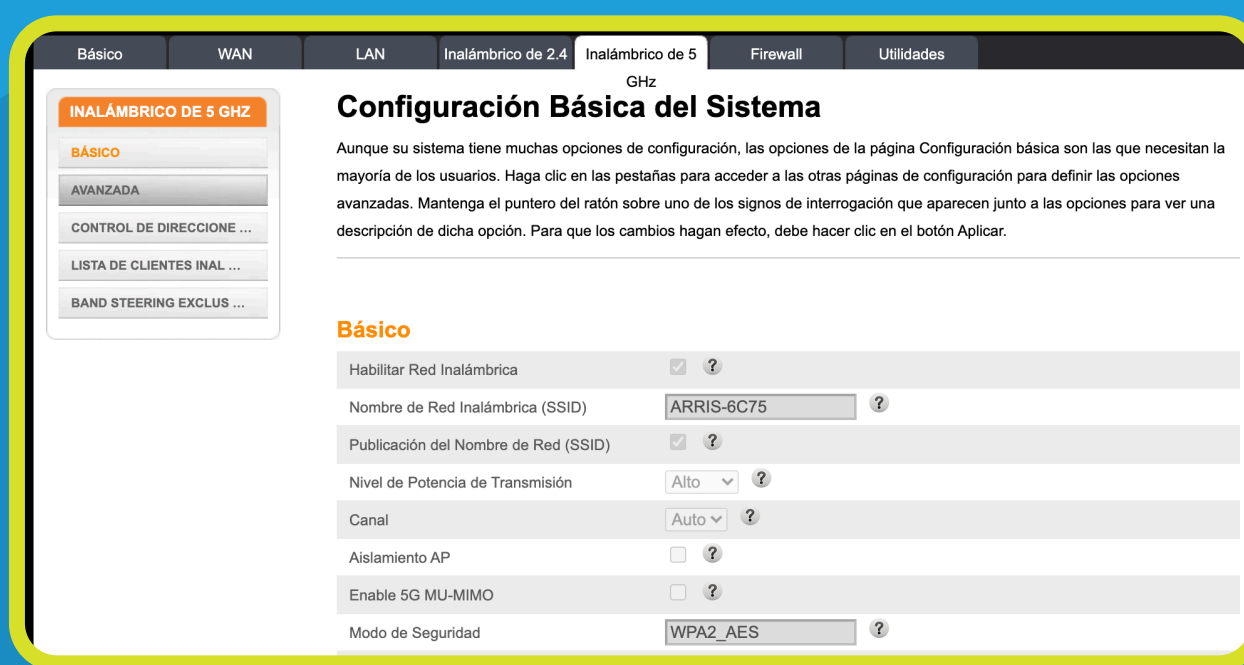 Básico
WAN
LAN
Inalámbrico de 2.4
Inalámbrico de 5
GHz
Firewall
Utilidades
INALÁMBRICO DE 5 GHZ
BÁSICO
AVANZADA
CONTROL DE DIRECCIONE ...
LISTA DE CLIENTES INAL ...
BAND STEERING EXCLUS ...
Configuración Básica del Sistema
Aunque su sistema tiene muchas opciones de configuración, las opciones de la página Configuración básica son las que necesitan la
mayoría de los usuarios. Haga clic en las pestañas para acceder a las otras páginas de configuración para definir las opciones
avanzadas. Mantenga el puntero del ratón sobre uno de los signos de interrogación que aparecen junto a las opciones para ver una
descripción de dicha opción. Para que los cambios hagan efecto, debe hacer clic en el botón Aplicar.
Básico
Habilitar Red Inalámbrica ?
Nombre de Red Inalámbrica (SSID) ARRIS-6C75 ?
Publicación del Nombre de Red (SSID) ?
Nivel de Potencia de Transmisión Alto ?
Canal Auto ?
Aislamiento AP ?
Enable 5G MU-MIMO ?
Modo de Seguridad WPA2_AES ?